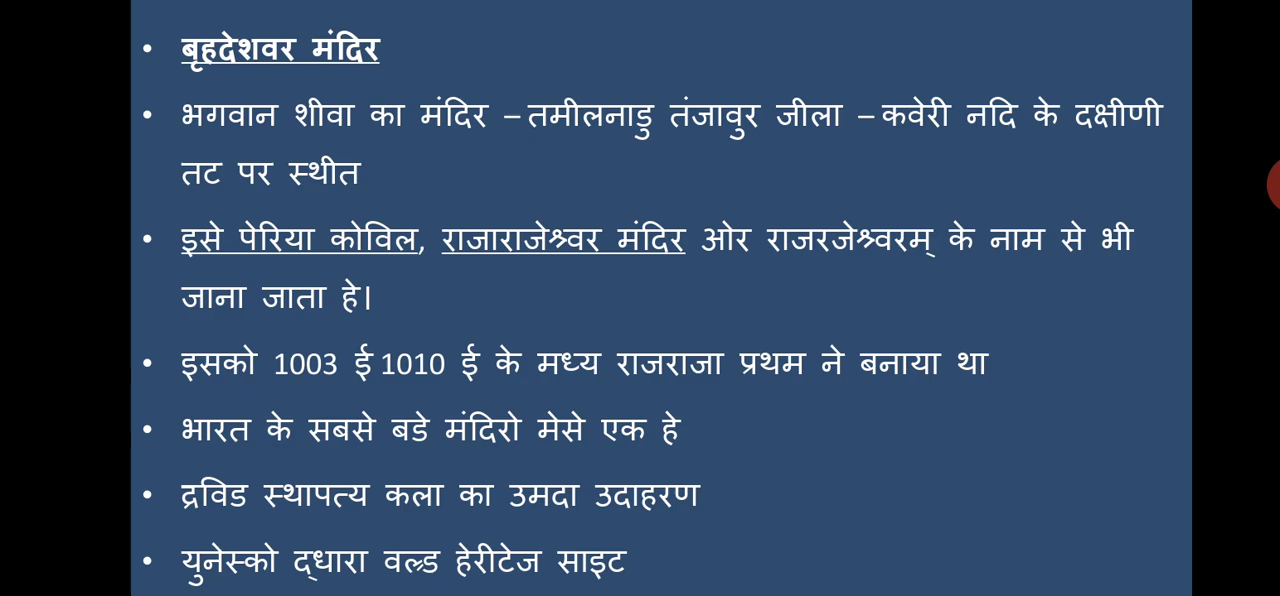 • बृहदेशवर मंदिर
• भगवान शीवा का मंदिर – तमीलनाडु तंजावुर जीला – कवेरी नदि के दक्षीणी
तट पर स्थीत
• इसे पेरिया कोविल, राजाराजेश्र्वर मंदिर ओर राजरजेश्र्वरम् के नाम से भी
जाना जाता हे।
• इसको 1003 ई 1010 ई के मध्य राजराजा प्रथम ने बनाया था
• भारत के सबसे बडे मंदिरो मेसे एक हे
• द्रविड स्थापत्य कला का उमदा उदाहरण
• युनेस्को द्धारा वर्ल्ड हेरीटेज साइट